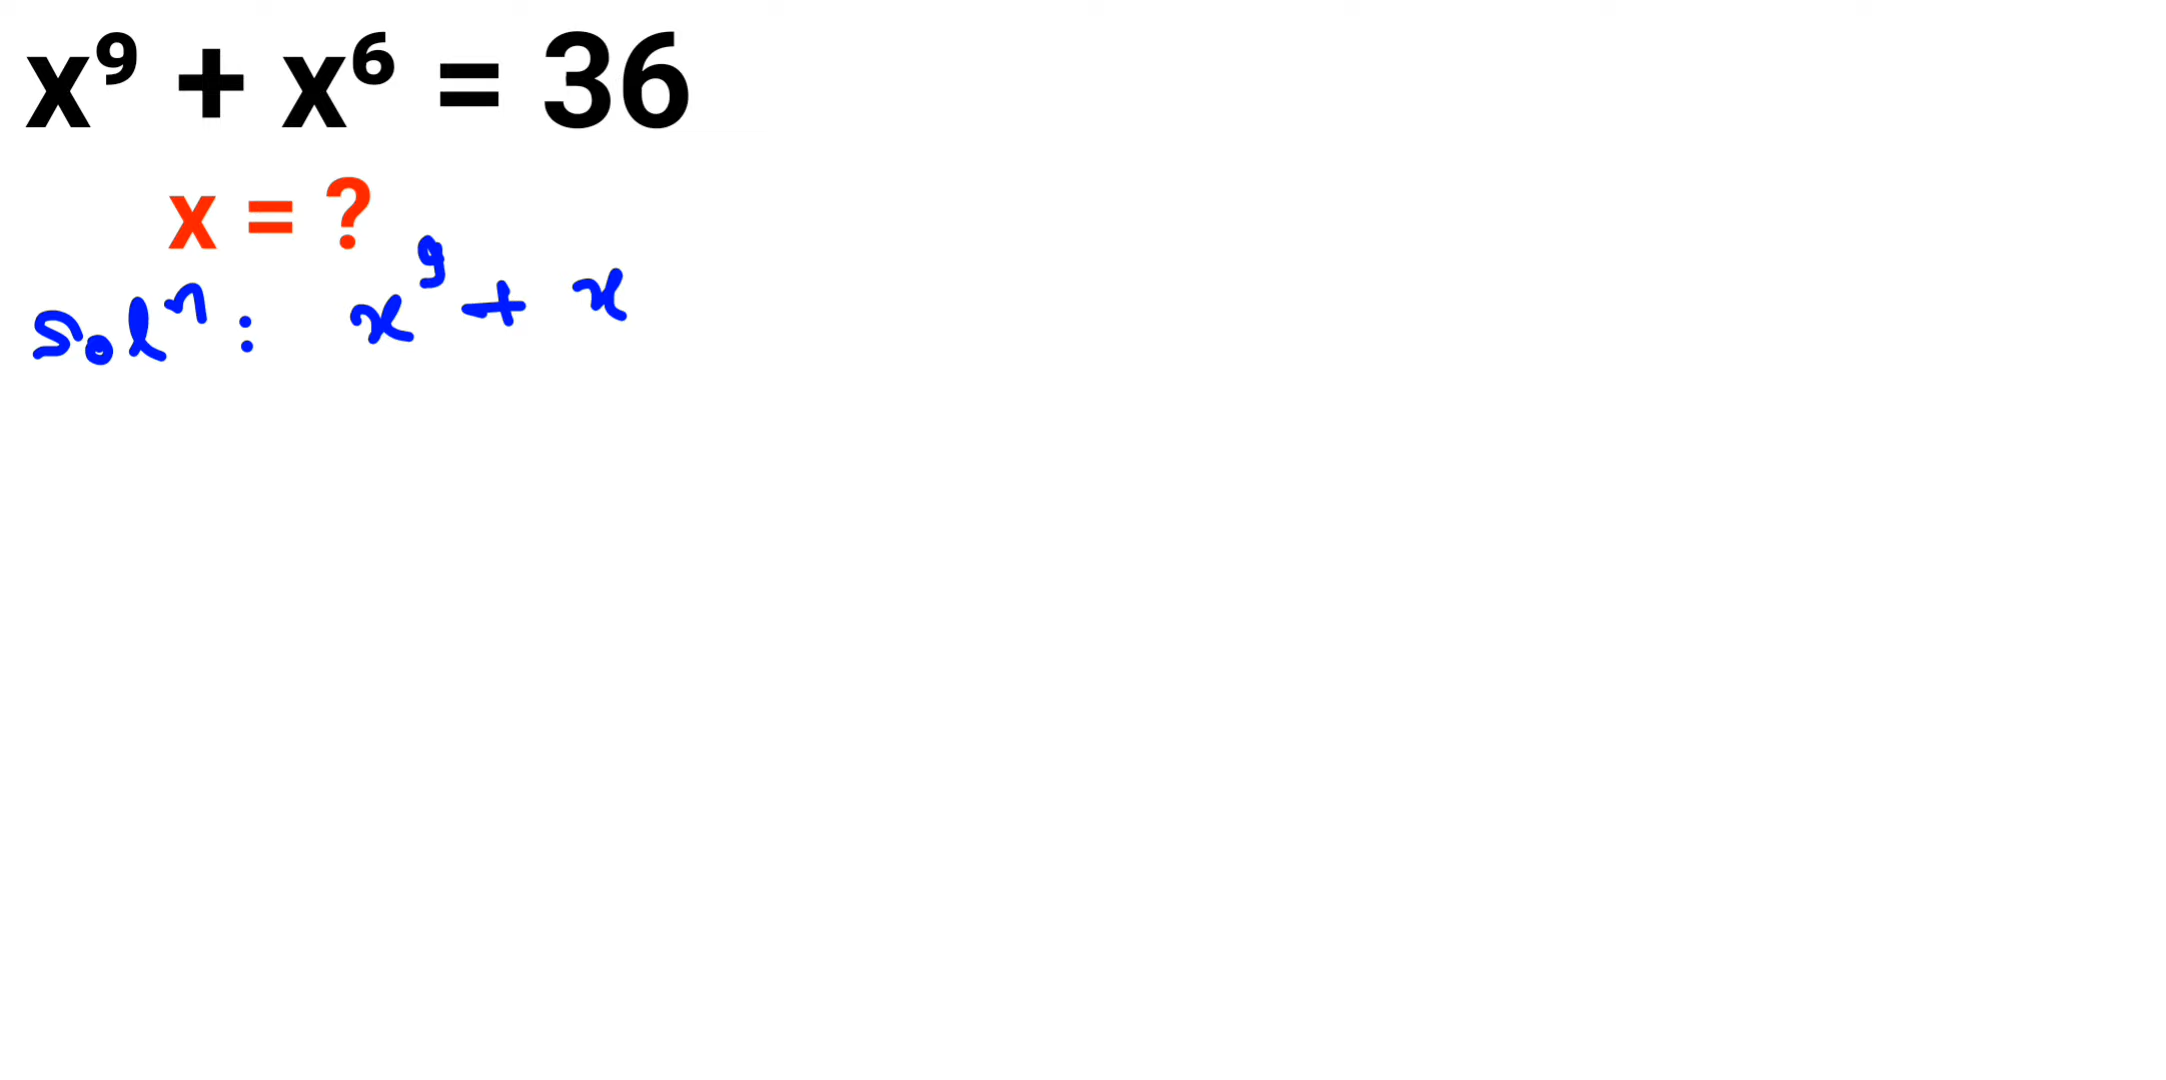 x⁹ + x⁶ = 36
x = ?
Solⁿ : x⁹ + x